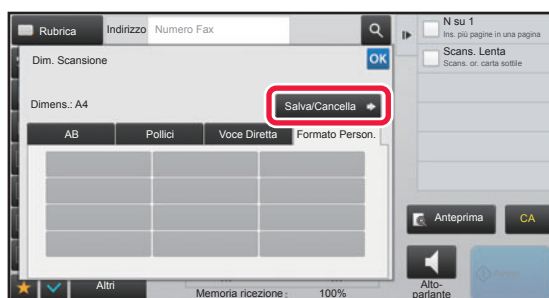 Rubrica
Indirizzo
Numero Fax
N su 1
Ins. più pagine in una pagina
Scans. Lenta
Scans. or. carta sottile
Dim. Scansione
OK
Dimens.: A4
Salva/Cancella
AB
Pollici
Voce Diretta
Formato Person.
Anteprima
CA
Altri
Memoria ricezione :
100%
Alto-
parlante